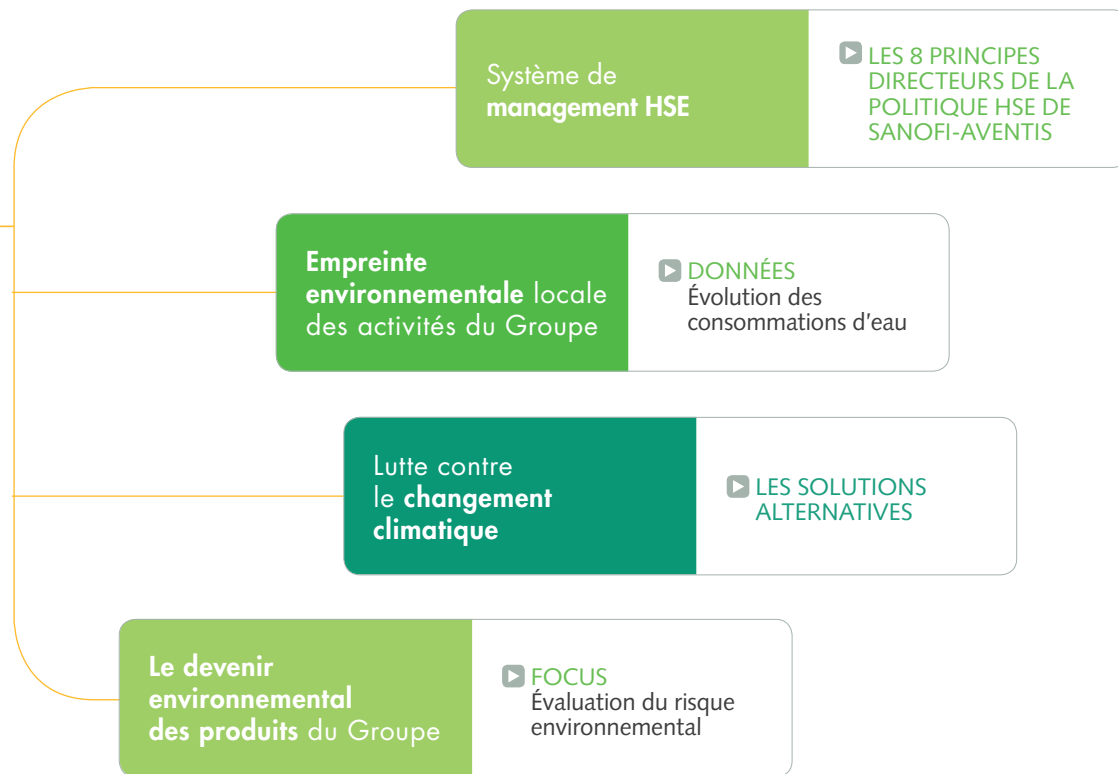 Système de
management HSE
LES 8 PRINCIPES
DIRECTEURS DE LA
POLITIQUE HSE DE
SANOFI-AVENTIS
Empreinte
environnementale locale
des activités du Groupe
DONNÉES
Évolution des
consommations d'eau
Lutte contre
le changement
climatique
LES SOLUTIONS
ALTERNATIVES
Le devenir
environnemental
des produits du Groupe
FOCUS
Évaluation du risque
environnemental